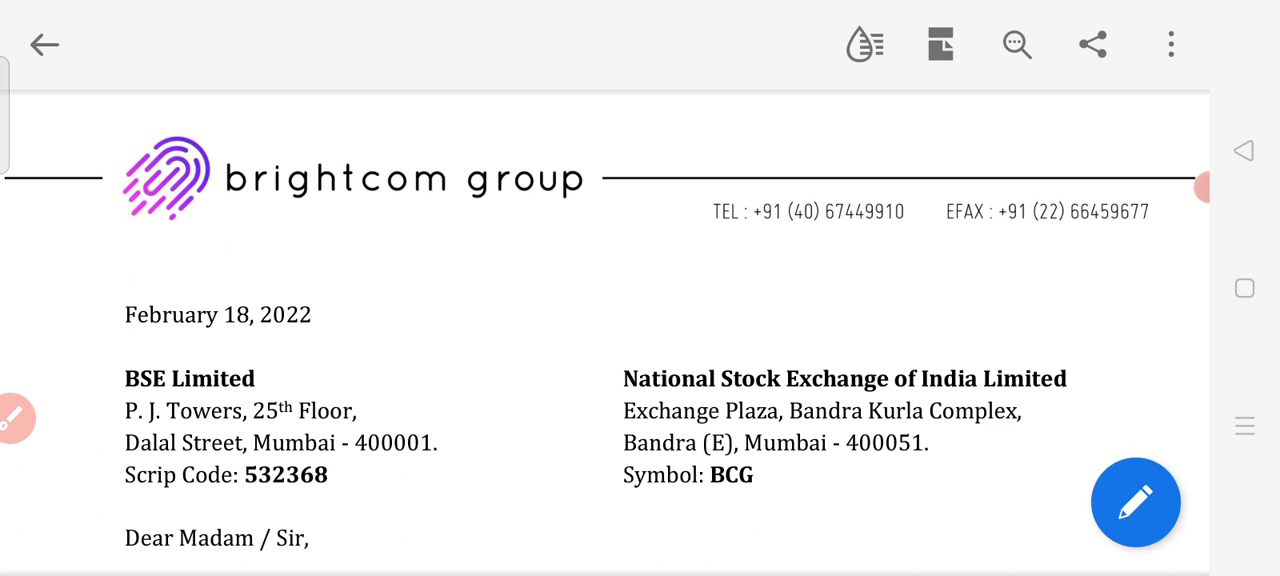 brightcom group
TEL : +91 (40) 67449910 EFAX : +91 (22) 66459677
February 18, 2022
BSE Limited
P. J. Towers, 25th Floor,
Dalal Street, Mumbai - 400001.
Scrip Code: 532368
National Stock Exchange of India Limited
Exchange Plaza, Bandra Kurla Complex,
Bandra (E), Mumbai - 400051.
Symbol: BCG
Dear Madam / Sir,